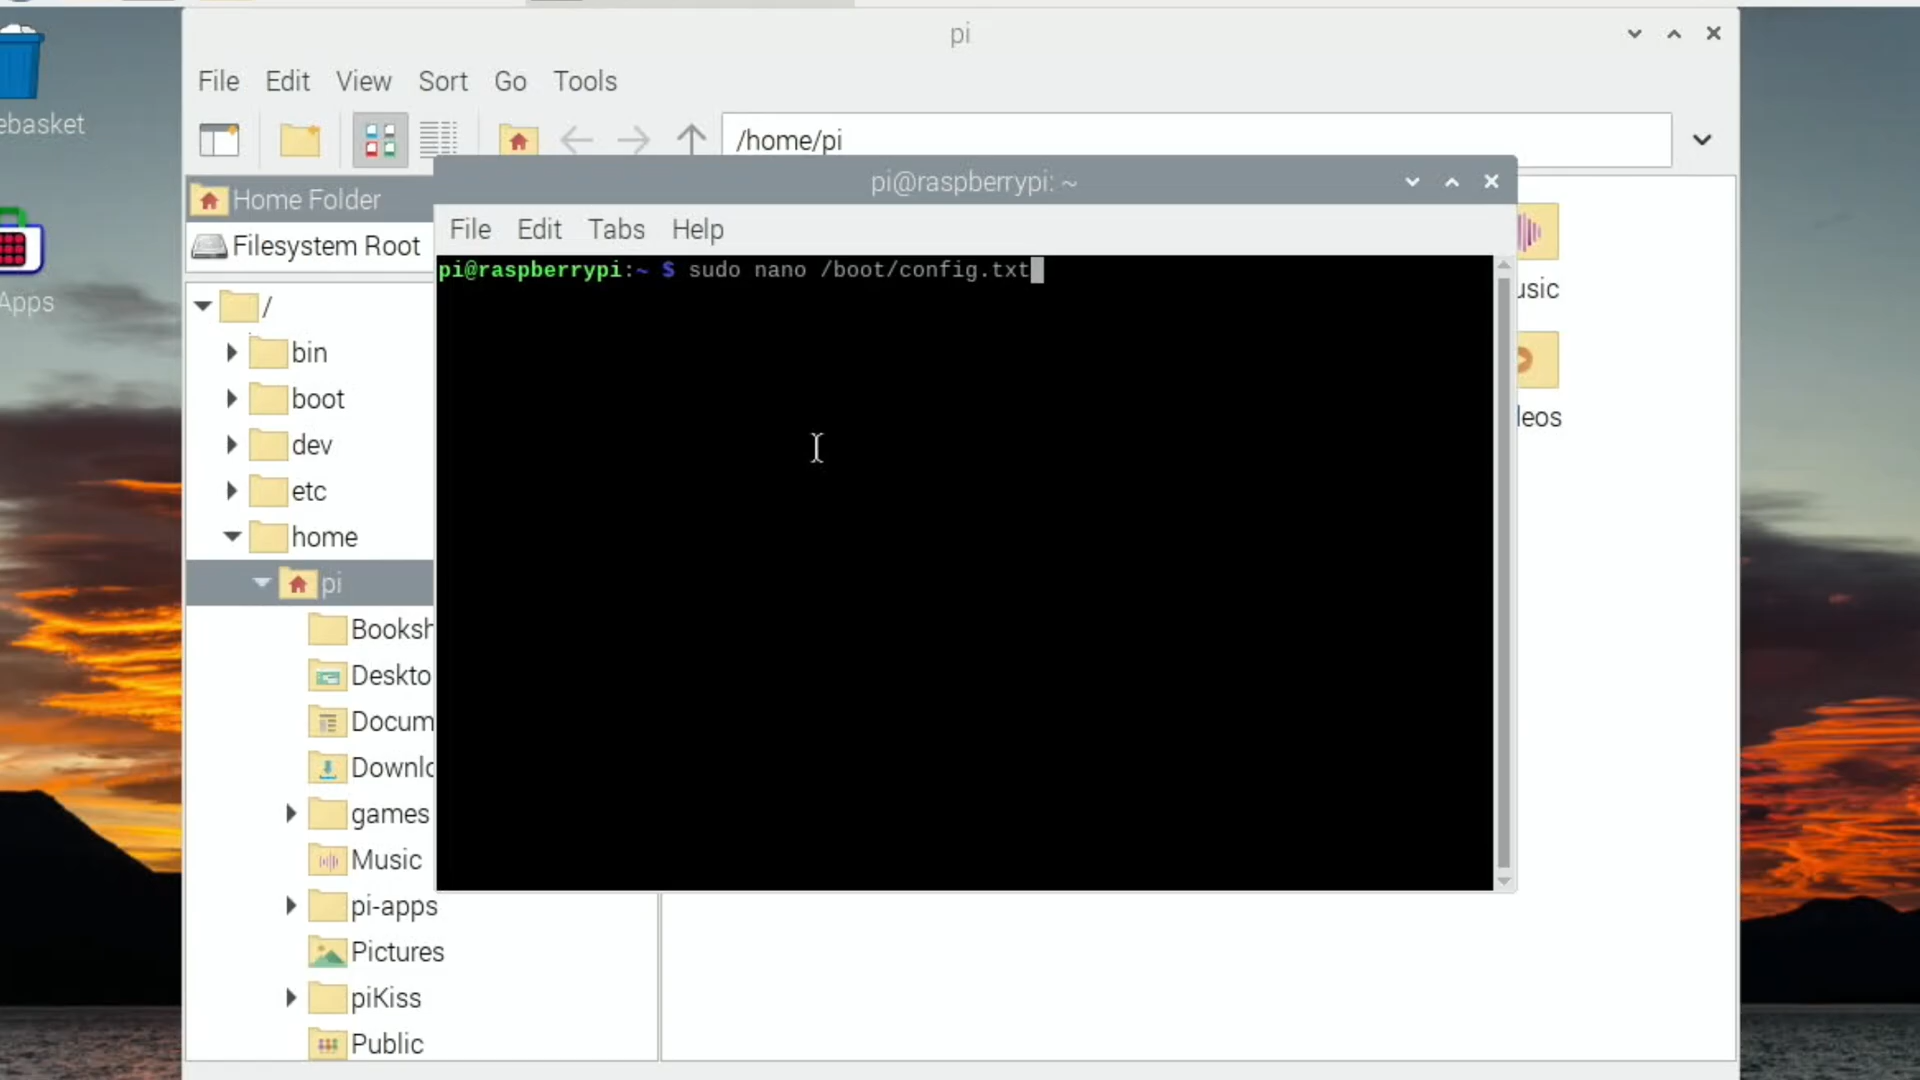 pi
File Edit View Sort Go Tools
ebasket
/home/pi
Home Folder
Filesystem Root
Apps
/
bin
boot
dev
etc
home
pi
Booksh
Deskto
Docum
Downlo
games
Music
pi-apps
Pictures
piKiss
Public
pi@raspberrypi: ~
File Edit Tabs Help
pi@raspberrypi:~ $ sudo nano /boot/config.txt
usic
leos